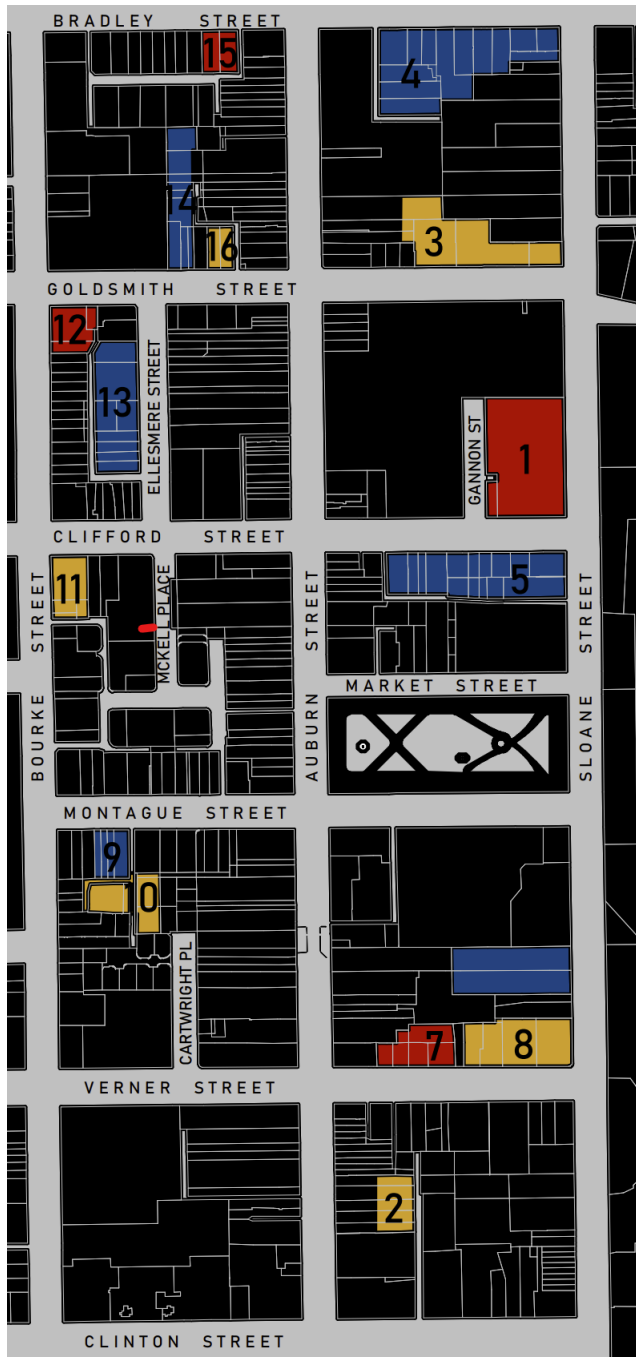 BRADLEY STREET
15
4
14
16
3
GOLDSMITH STREET
12
13
ELLESMERE STREET
GANNON ST
1
CLIFFORD STREET
11
5
BOURKE STREET
MCKELL PLACE
AUBURN STREET
SLOANE STREET
MARKET STREET
MONTAGUE STREET
9
10
CARTWRIGHT PL
7
8
VERNER STREET
2
CLINTON STREET